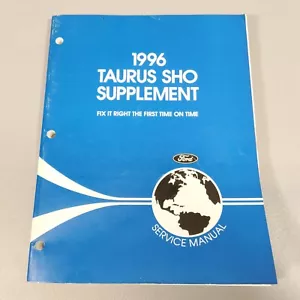 1996
TAURUS SHO
SUPPLEMENT
FIX IT RIGHT THE FIRST TIME ON TIME
Ford
SERVICE MANUAL